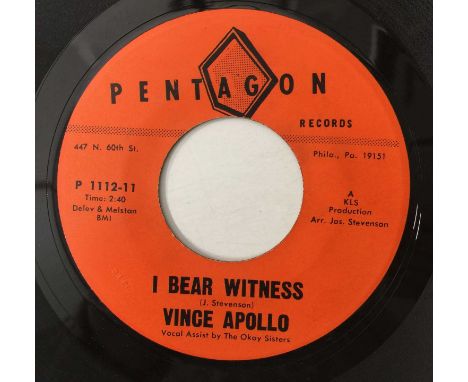 PENTAGON
RECORDS
447 N. 60th St.
Phila., Pa. 19151
P 1112-11
Time: 2:40
Delev & Melstan
BMI
A
KLS
Production
Arr. Jos. Stevenson
I BEAR WITNESS
(J. Stevenson)
VINCE APOLLO
Vocal Assist by The Okay Sisters